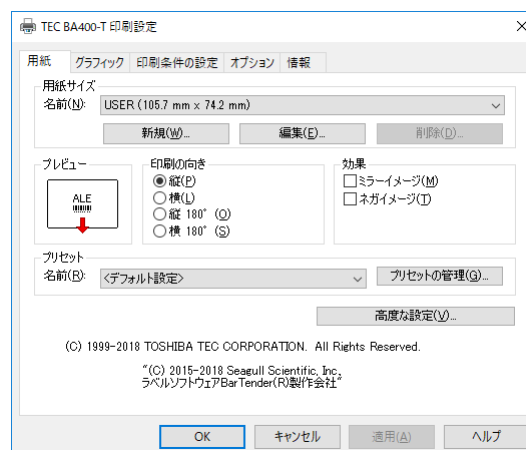 TEC BA400-T 印刷設定
用紙 グラフィック 印刷条件の設定 オプション 情報
用紙サイズ
名前(N): USER (105.7 mm x 74.2 mm)
新規(W)... 編集(E)... 削除(D)...
プレビュー
ALE
印刷の向き
縦(P)
横(L)
縦 180° (O)
横 180° (S)
効果
ミラーイメージ(M)
ネガイメージ(T)
プリセット
名前(R): <デフォルト設定> プリセットの管理(G)...
高度な設定(V)...
(C) 1999-2018 TOSHIBA TEC CORPORATION. All Rights Reserved.
"(C) 2015-2018 Seagull Scientific, Inc.
ラベルソフトウェアBarTender(R)製作会社"
OK キャンセル 適用(A) ヘルプ